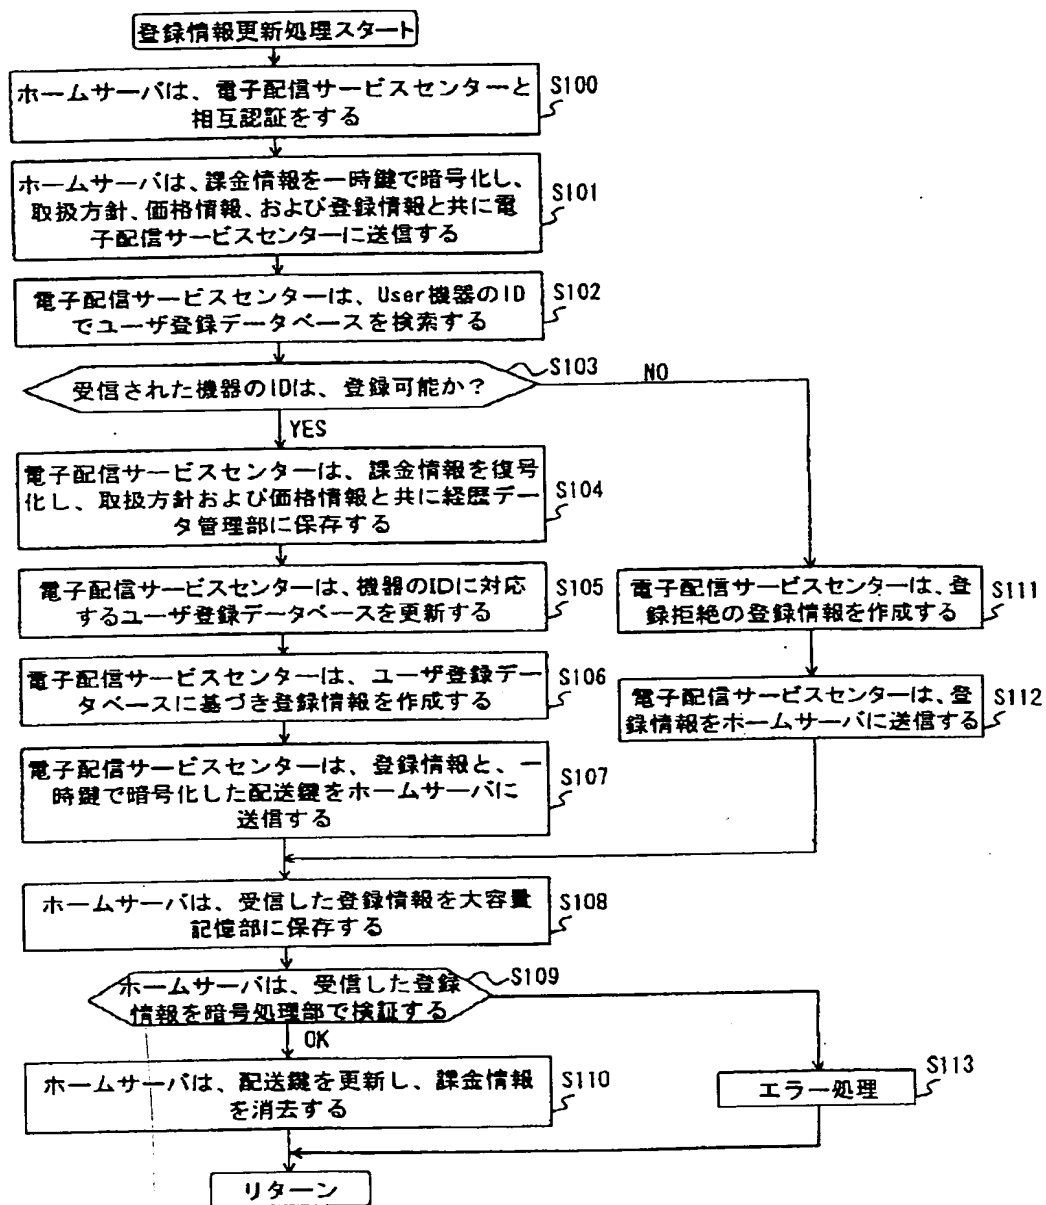 登録情報更新処理スタート
ホームサーバは、電子配信サービスセンターと
相互認証をする
S100
ホームサーバは、課金情報を一時鍵で暗号化し、
取扱方針、価格情報、および登録情報と共に電
子配信サービスセンターに送信する
S101
電子配信サービスセンターは、User機器のID
でユーザ登録データベースを検索する
S102
受信された機器のIDは、登録可能か?
S103
NO
YES
電子配信サービスセンターは、課金情報を復号
化し、取扱方針および価格情報と共に経歴デー
タ管理部に保存する
S104
電子配信サービスセンターは、機器のIDに対応
するユーザ登録データベースを更新する
S105
電子配信サービスセンターは、登
録拒絶の登録情報を作成する
S111
電子配信サービスセンターは、ユーザ登録デー
タベースに基づき登録情報を作成する
S106
電子配信サービスセンターは、登
録情報をホームサーバに送信する
S112
電子配信サービスセンターは、登録情報と、一
時鍵で暗号化した配送鍵をホームサーバに
送信する
S107
ホームサーバは、受信した登録情報を大容量
記憶部に保存する
S108
ホームサーバは、受信した登録
情報を暗号処理部で検証する
S109
OK
ホームサーバは、配送鍵を更新し、課金情報
を消去する
S110
エラー処理
S113
リターン